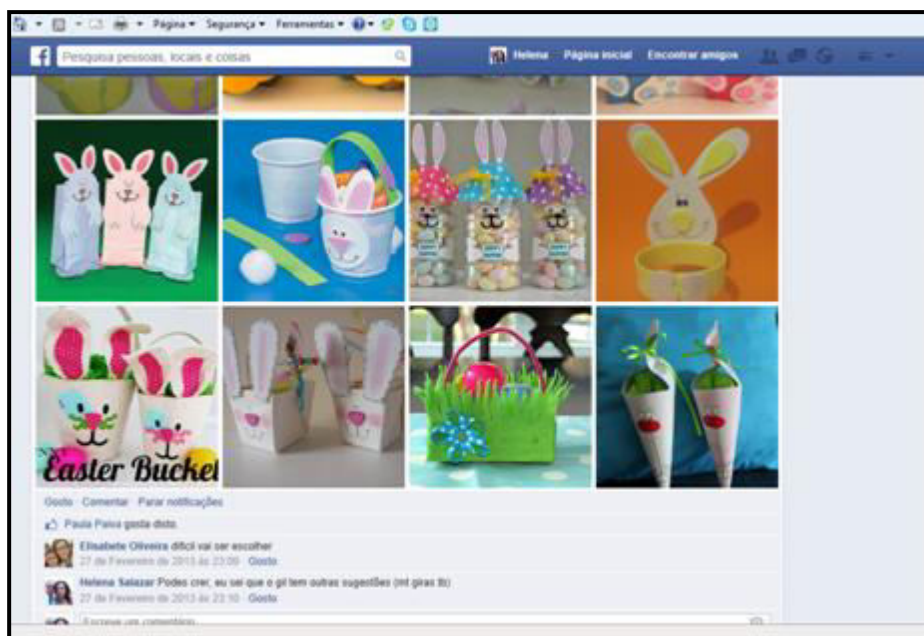 Página Segurança Ferramentas
f Pesquisa pessoas, locais e coisas Helena Página inicial Encontrar amigos
Easter Bucket
Gosto · Comentar · Parar notificações
Paula Paiva gosta disto.
Elisabete Oliveira dificil vai ser escolher
27 de Fevereiro de 2013 às 23:09 · Gosto
Helena Salazar Podes crer, eu sei que o gil tem outras sugestões (mt giras tb)
27 de Fevereiro de 2013 às 23:10 · Gosto
Escreve um comentário...